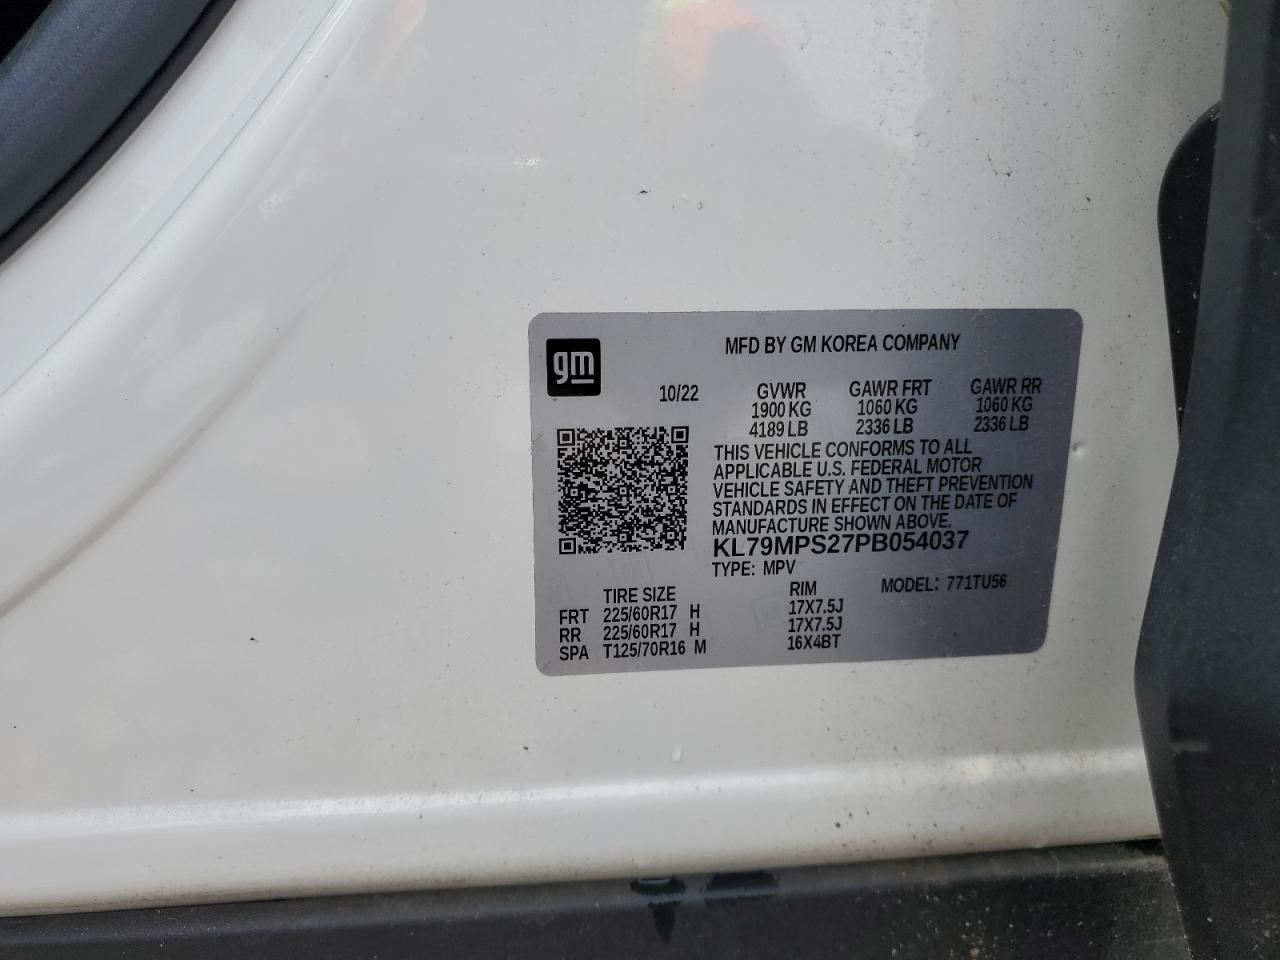 gm
MFD BY GM KOREA COMPANY
10/22 GVWR GAWR FRT GAWR RR
1900 KG 1060 KG 1060 KG
4189 LB 2336 LB 2336 LB
THIS VEHICLE CONFORMS TO ALL
APPLICABLE U.S. FEDERAL MOTOR
VEHICLE SAFETY AND THEFT PREVENTION
STANDARDS IN EFFECT ON THE DATE OF
MANUFACTURE SHOWN ABOVE.
KL79MPS27PB054037
TYPE: MPV
MODEL: 771TU56
TIRE SIZE RIM
FRT 225/60R17 H 17X7.5J
RR 225/60R17 H 17X7.5J
SPA T125/70R16 M 16X4BT